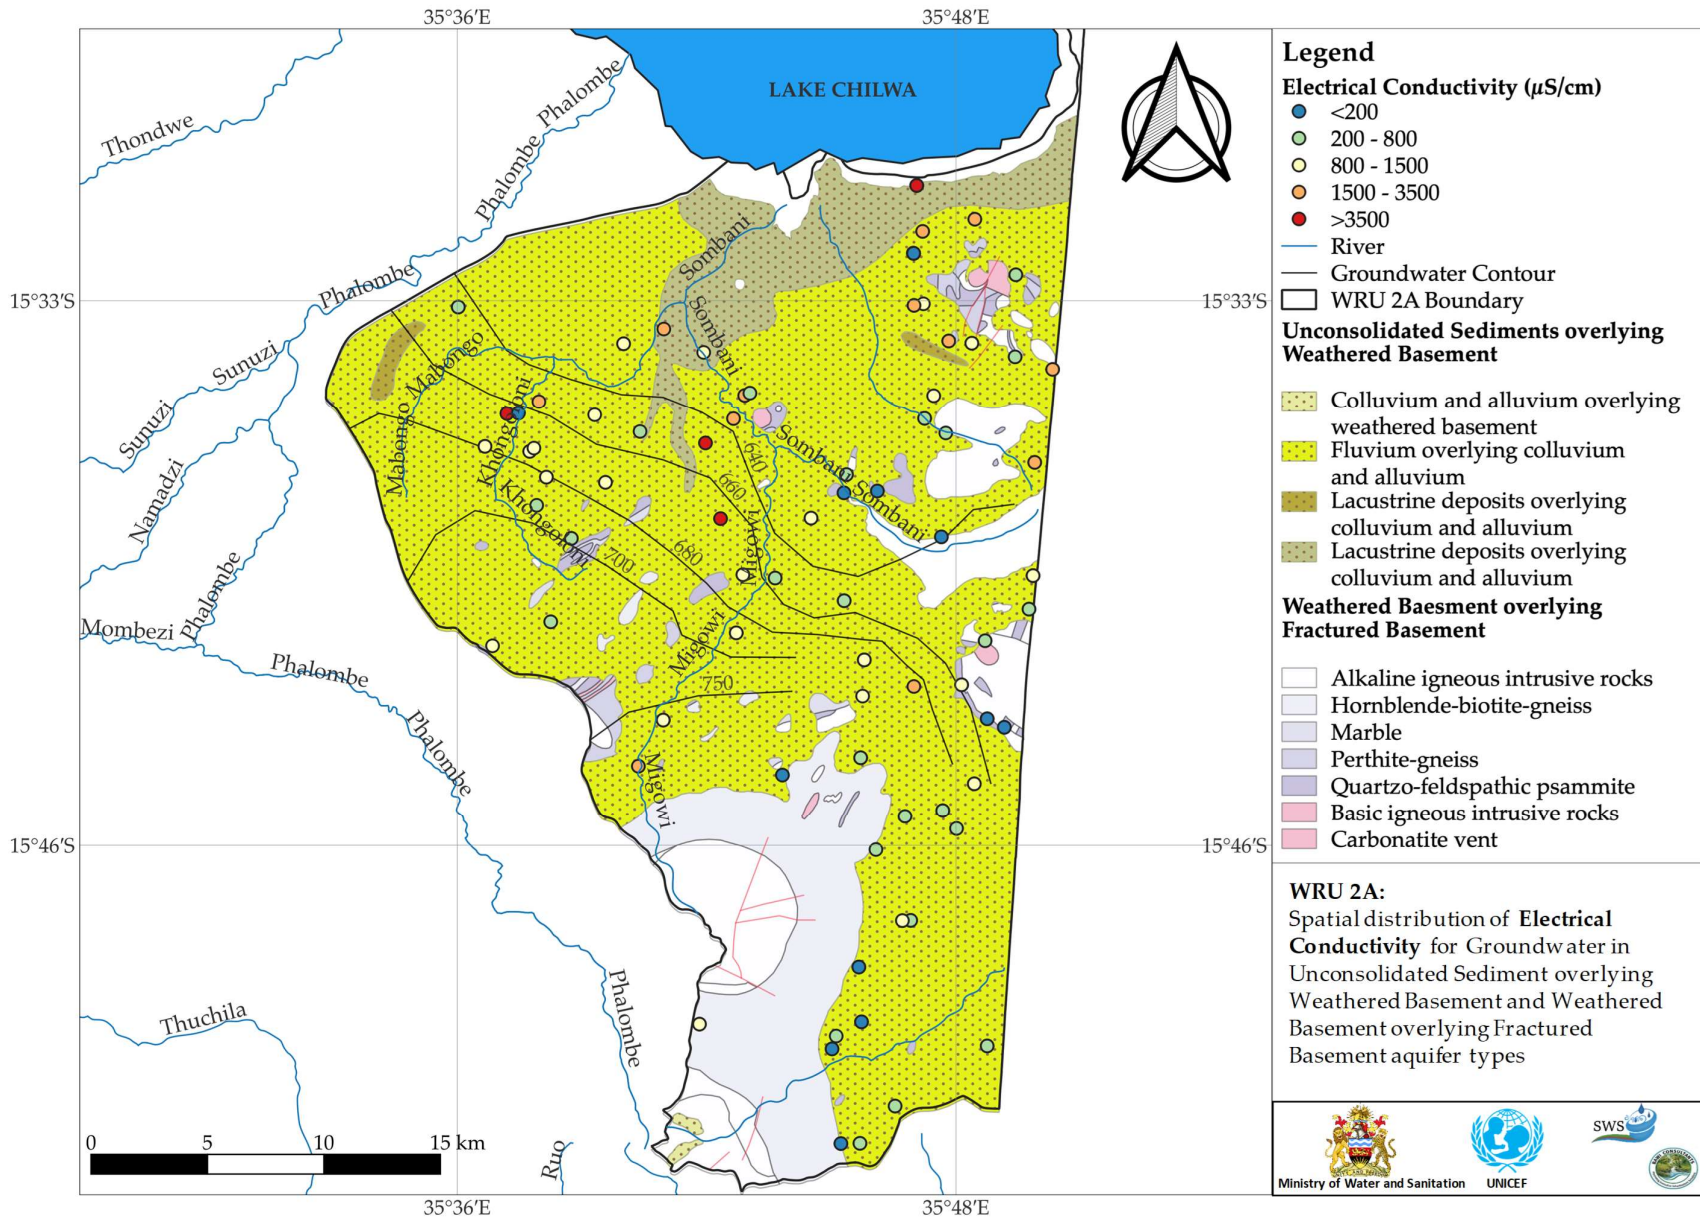 35°36′E
35°48′E
LAKE CHILWA
Thondwe
Phalombe
Phalombe
Phalombe
Phalombe
15°33′S
15°33′S
Sombani
Sombani
Sunuzi
Sunuzi
Mabongo
Mabongo
Khongoloni
Khongoloni
Namadzi
Sombani
Sombani
640
660
680
700
750
Migowi
Migowi
Migowi
Mombezi
Phalombe
Phalombe
Phalombe
15°46′S
15°46′S
Phalombe
Thuchila
Ruo
0 5 10 15 km
35°36′E
35°48′E
Legend
Electrical Conductivity (µS/cm)
<200
200 - 800
800 - 1500
1500 - 3500
>3500
River
Groundwater Contour
WRU 2A Boundary
Unconsolidated Sediments overlying
Weathered Basement
Colluvium and alluvium overlying
weathered basement
Fluvium overlying colluvium
and alluvium
Lacustrine deposits overlying
colluvium and alluvium
Lacustrine deposits overlying
colluvium and alluvium
Weathered Baesment overlying
Fractured Basement
Alkaline igneous intrusive rocks
Hornblende-biotite-gneiss
Marble
Perthite-gneiss
Quartzo-feldspathic psammite
Basic igneous intrusive rocks
Carbonatite vent
WRU 2A:
Spatial distribution of Electrical
Conductivity for Groundwater in
Unconsolidated Sediment overlying
Weathered Basement and Weathered
Basement overlying Fractured
Basement aquifer types
Ministry of Water and Sanitation
UNICEF
SWS